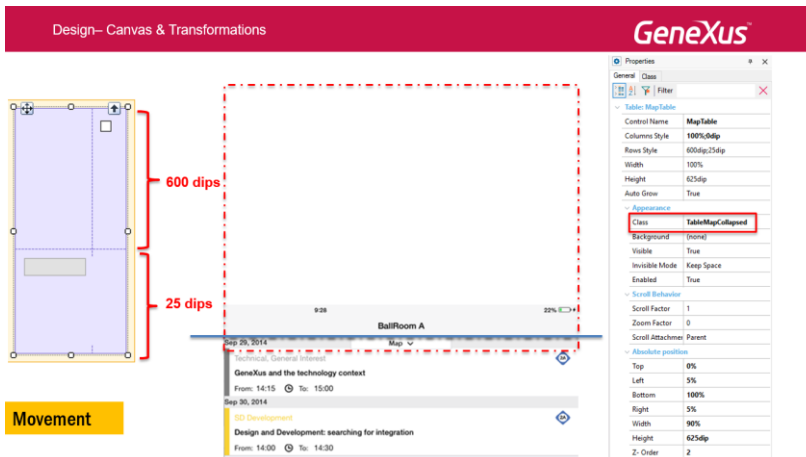 Design– Canvas & Transformations
GeneXus™
600 dips
25 dips
Movement
9:28
22%
BallRoom A
Sep 29, 2014
Map
Technical, General Interest
2A
GeneXus and the technology context
From: 14:15 To: 15:00
Sep 30, 2014
SD Development
2A
Design and Development: searching for integration
From: 14:00 To: 14:30
Properties
General Class
Filter
Table: MapTable
Control Name MapTable
Columns Style 100%;0dip
Rows Style 600dip;25dip
Width 100%
Height 625dip
Auto Grow True
Appearance
Class TableMapCollapsed
Background (none)
Visible True
Invisible Mode Keep Space
Enabled True
Scroll Behavior
Scroll Factor 1
Zoom Factor 0
Scroll Attachmer Parent
Absolute position
Top 0%
Left 5%
Bottom 100%
Right 5%
Width 90%
Height 625dip
Z- Order 2